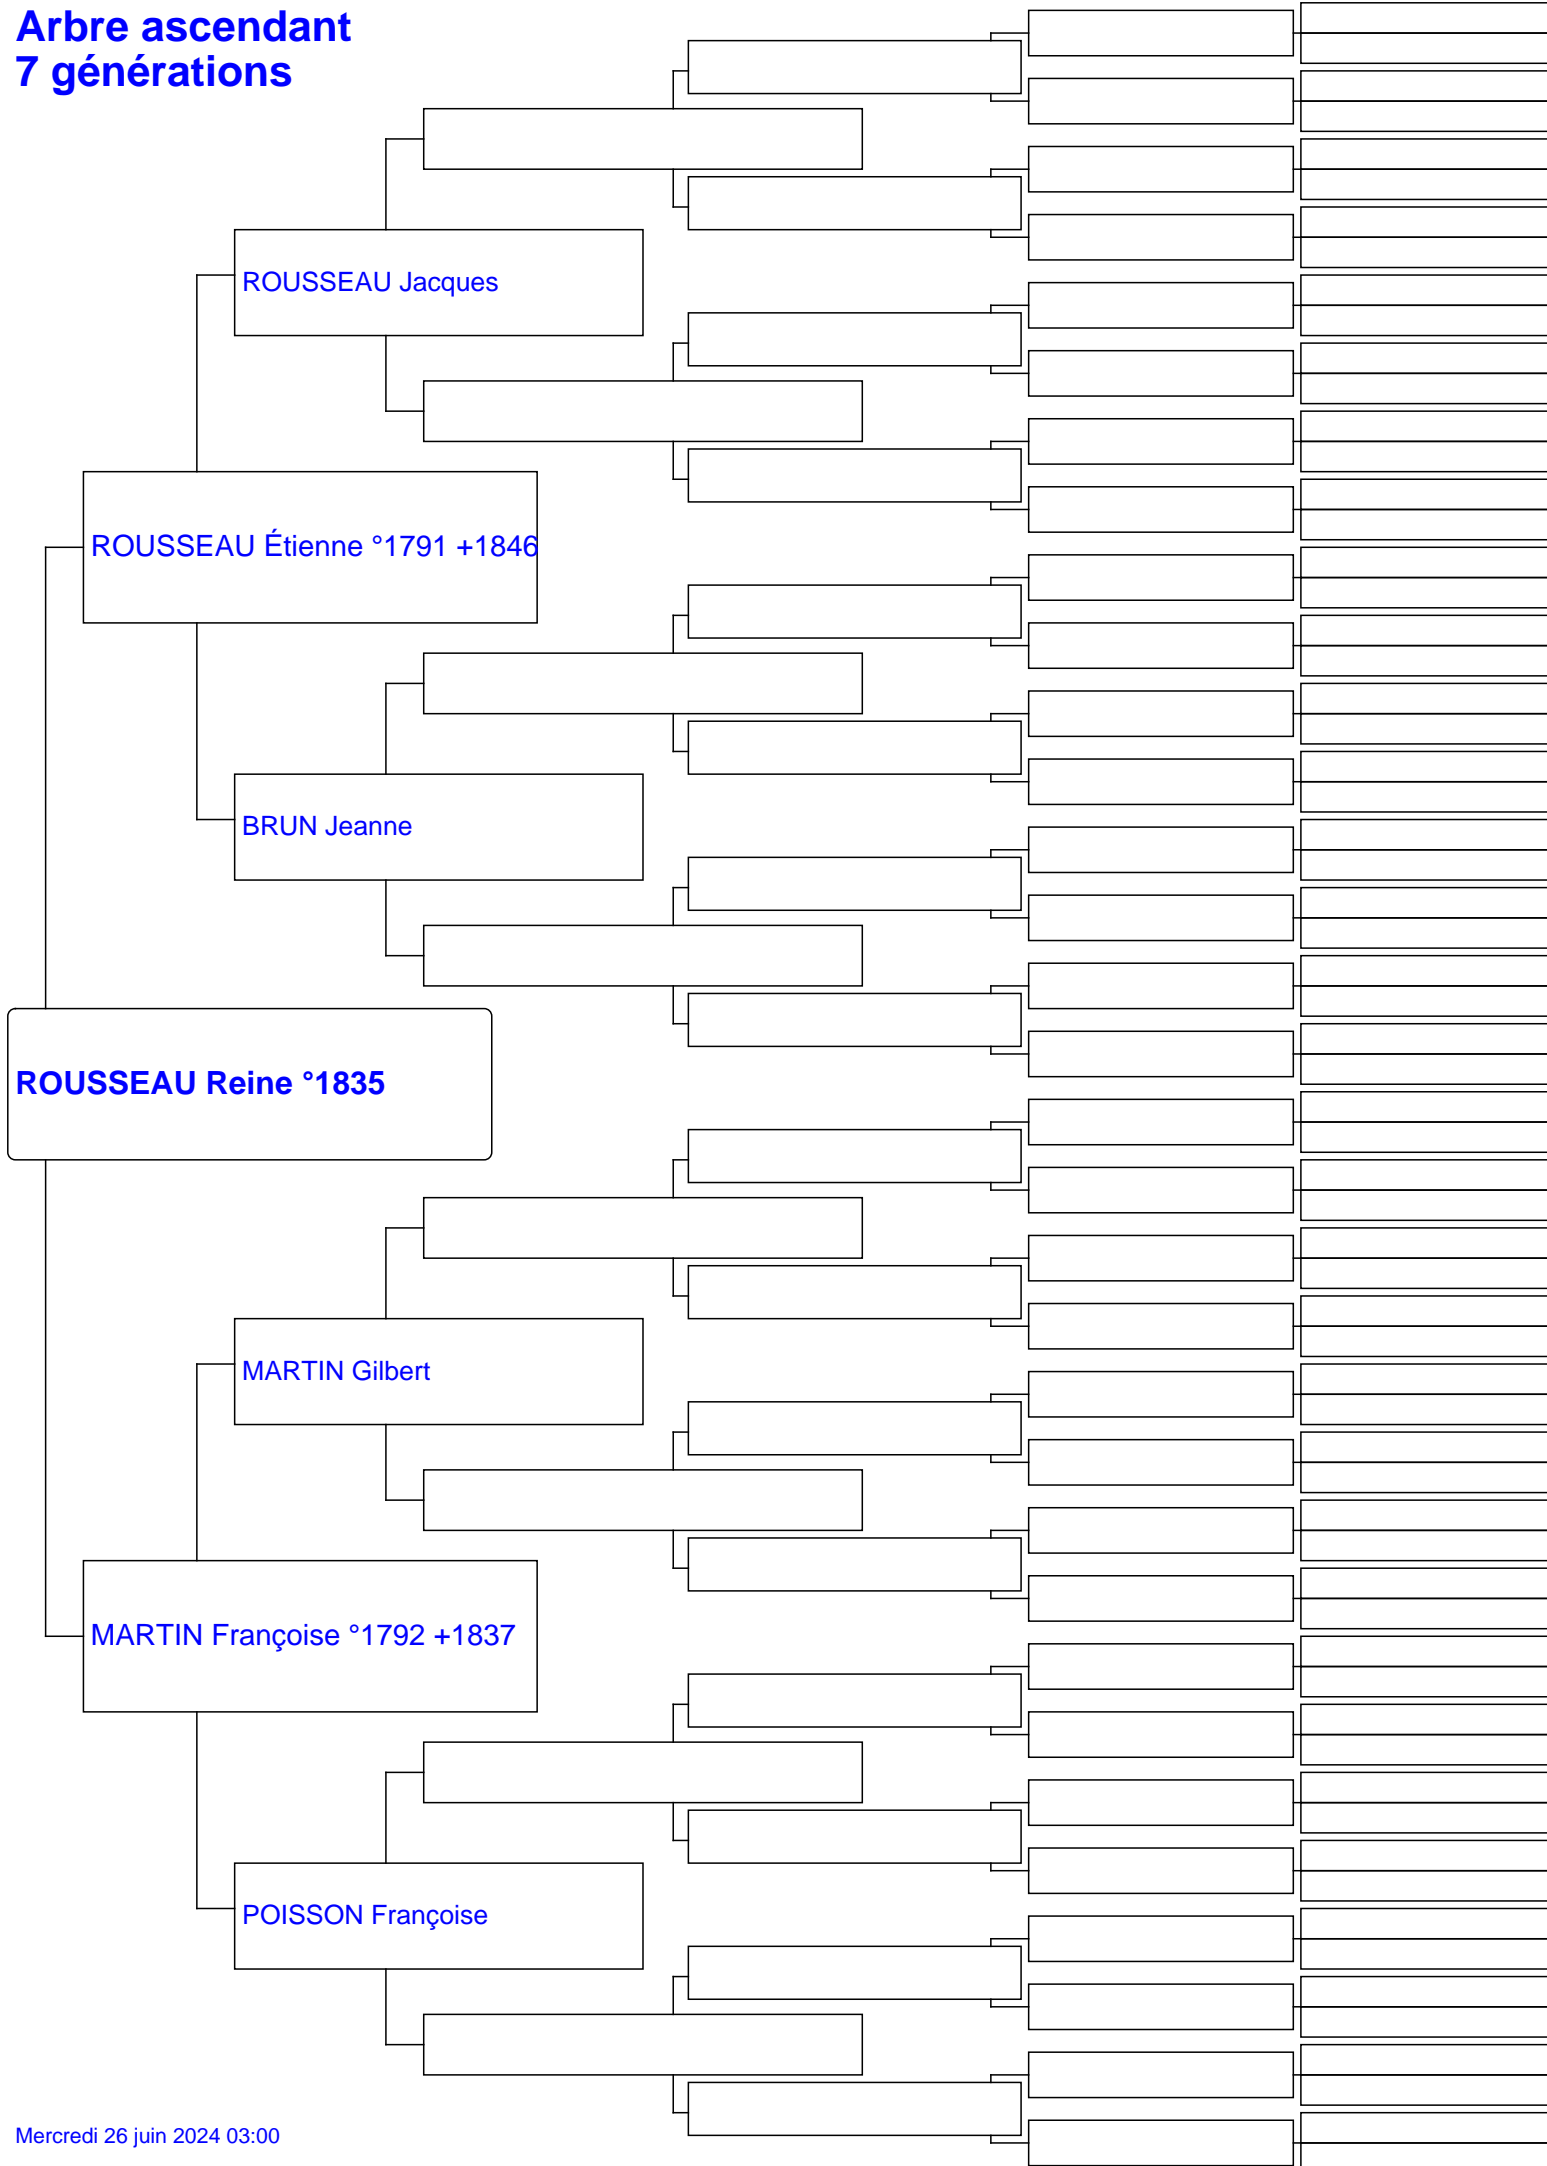 Arbre ascendant
7 générations
ROUSSEAU Jacques
ROUSSEAU Étienne °1791 +1846
BRUN Jeanne
ROUSSEAU Reine °1835
MARTIN Gilbert
MARTIN Françoise °1792 +1837
POISSON Françoise
Mercredi 26 juin 2024 03:00